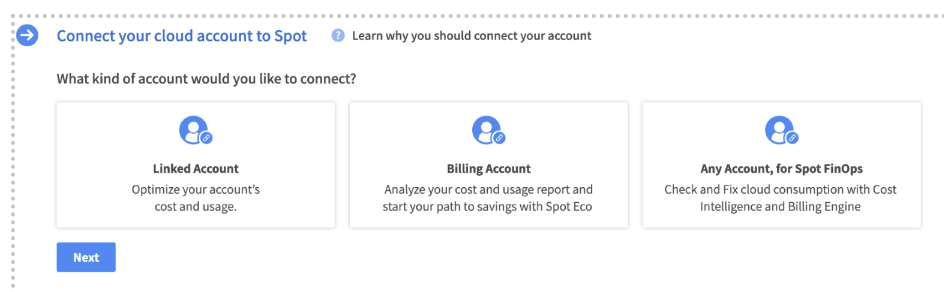 Connect your cloud account to Spot
? Learn why you should connect your account
What kind of account would you like to connect?
Linked Account
Optimize your account's
cost and usage.
Billing Account
Analyze your cost and usage report and
start your path to savings with Spot Eco
Any Account, for Spot FinOps
Check and Fix cloud consumption with Cost
Intelligence and Billing Engine
Next